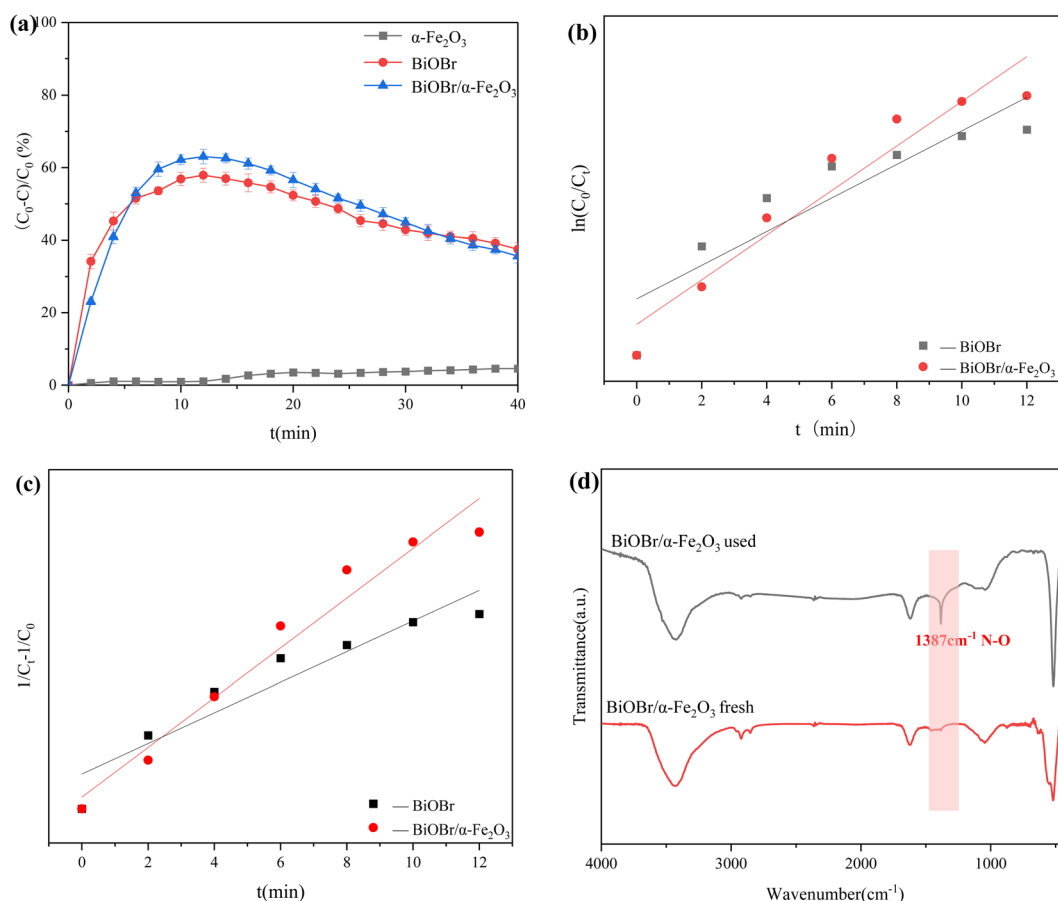 (a)
α-Fe₂O₃
BiOBr
BiOBr/α-Fe₂O₃
100
80
60
40
20
0
(C₀-C)/C₀ (%)
0 10 20 30 40
t(min)
(b)
ln(C₀/Cₜ)
— BiOBr
— BiOBr/α-Fe₂O₃
0 2 4 6 8 10 12
t (min)
(c)
1/Cₜ-1/C₀
— BiOBr
— BiOBr/α-Fe₂O₃
0 2 4 6 8 10 12
t(min)
(d)
BiOBr/α-Fe₂O₃ used
1387cm⁻¹ N-O
BiOBr/α-Fe₂O₃ fresh
Transmittance(a.u.)
4000 3000 2000 1000
Wavenumber(cm⁻¹)